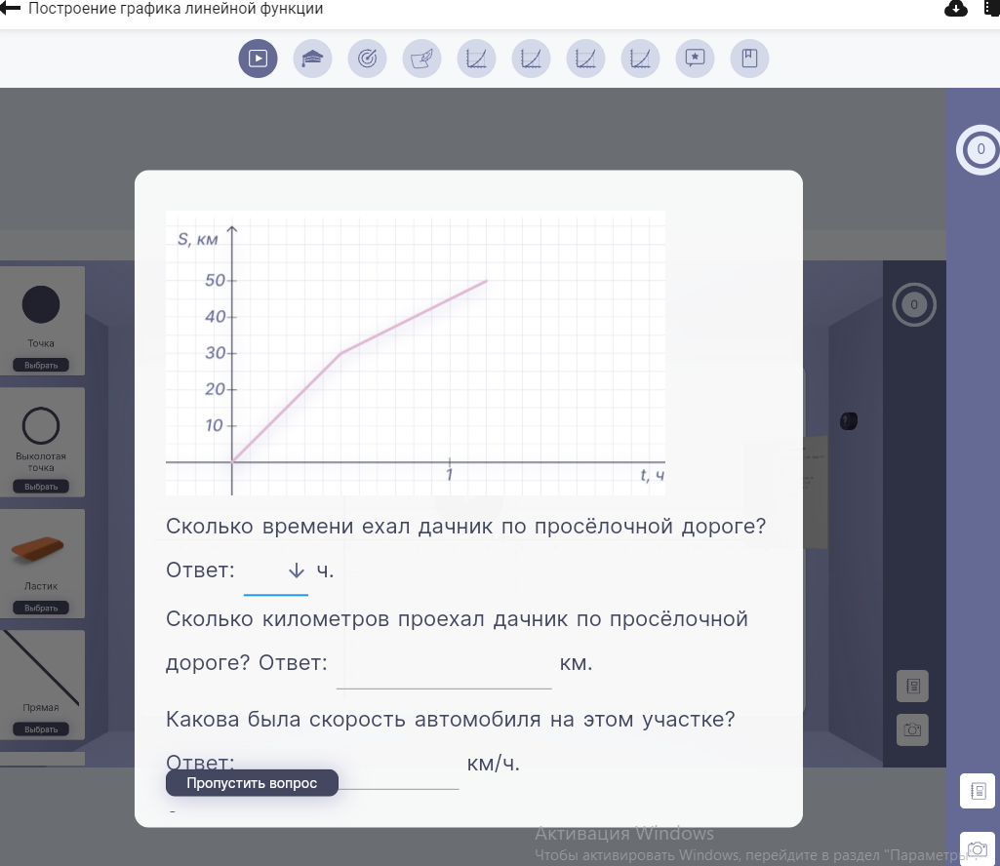 Построение графика линейной функции
0
S, км
50
40
30
20
10
1
t, ч
0
Точка
Выбрать
Выколотая
точка
Выбрать
Ластик
Выбрать
Прямая
Выбрать
Сколько времени ехал дачник по просёлочной дороге?
Ответ: ч.
Сколько километров проехал дачник по просёлочной
дороге? Ответ: км.
Какова была скорость автомобиля на этом участке?
Ответ: км/ч.
Пропустить вопрос
Активация Windows
Чтобы активировать Windows, перейдите в раздел "Параметры".